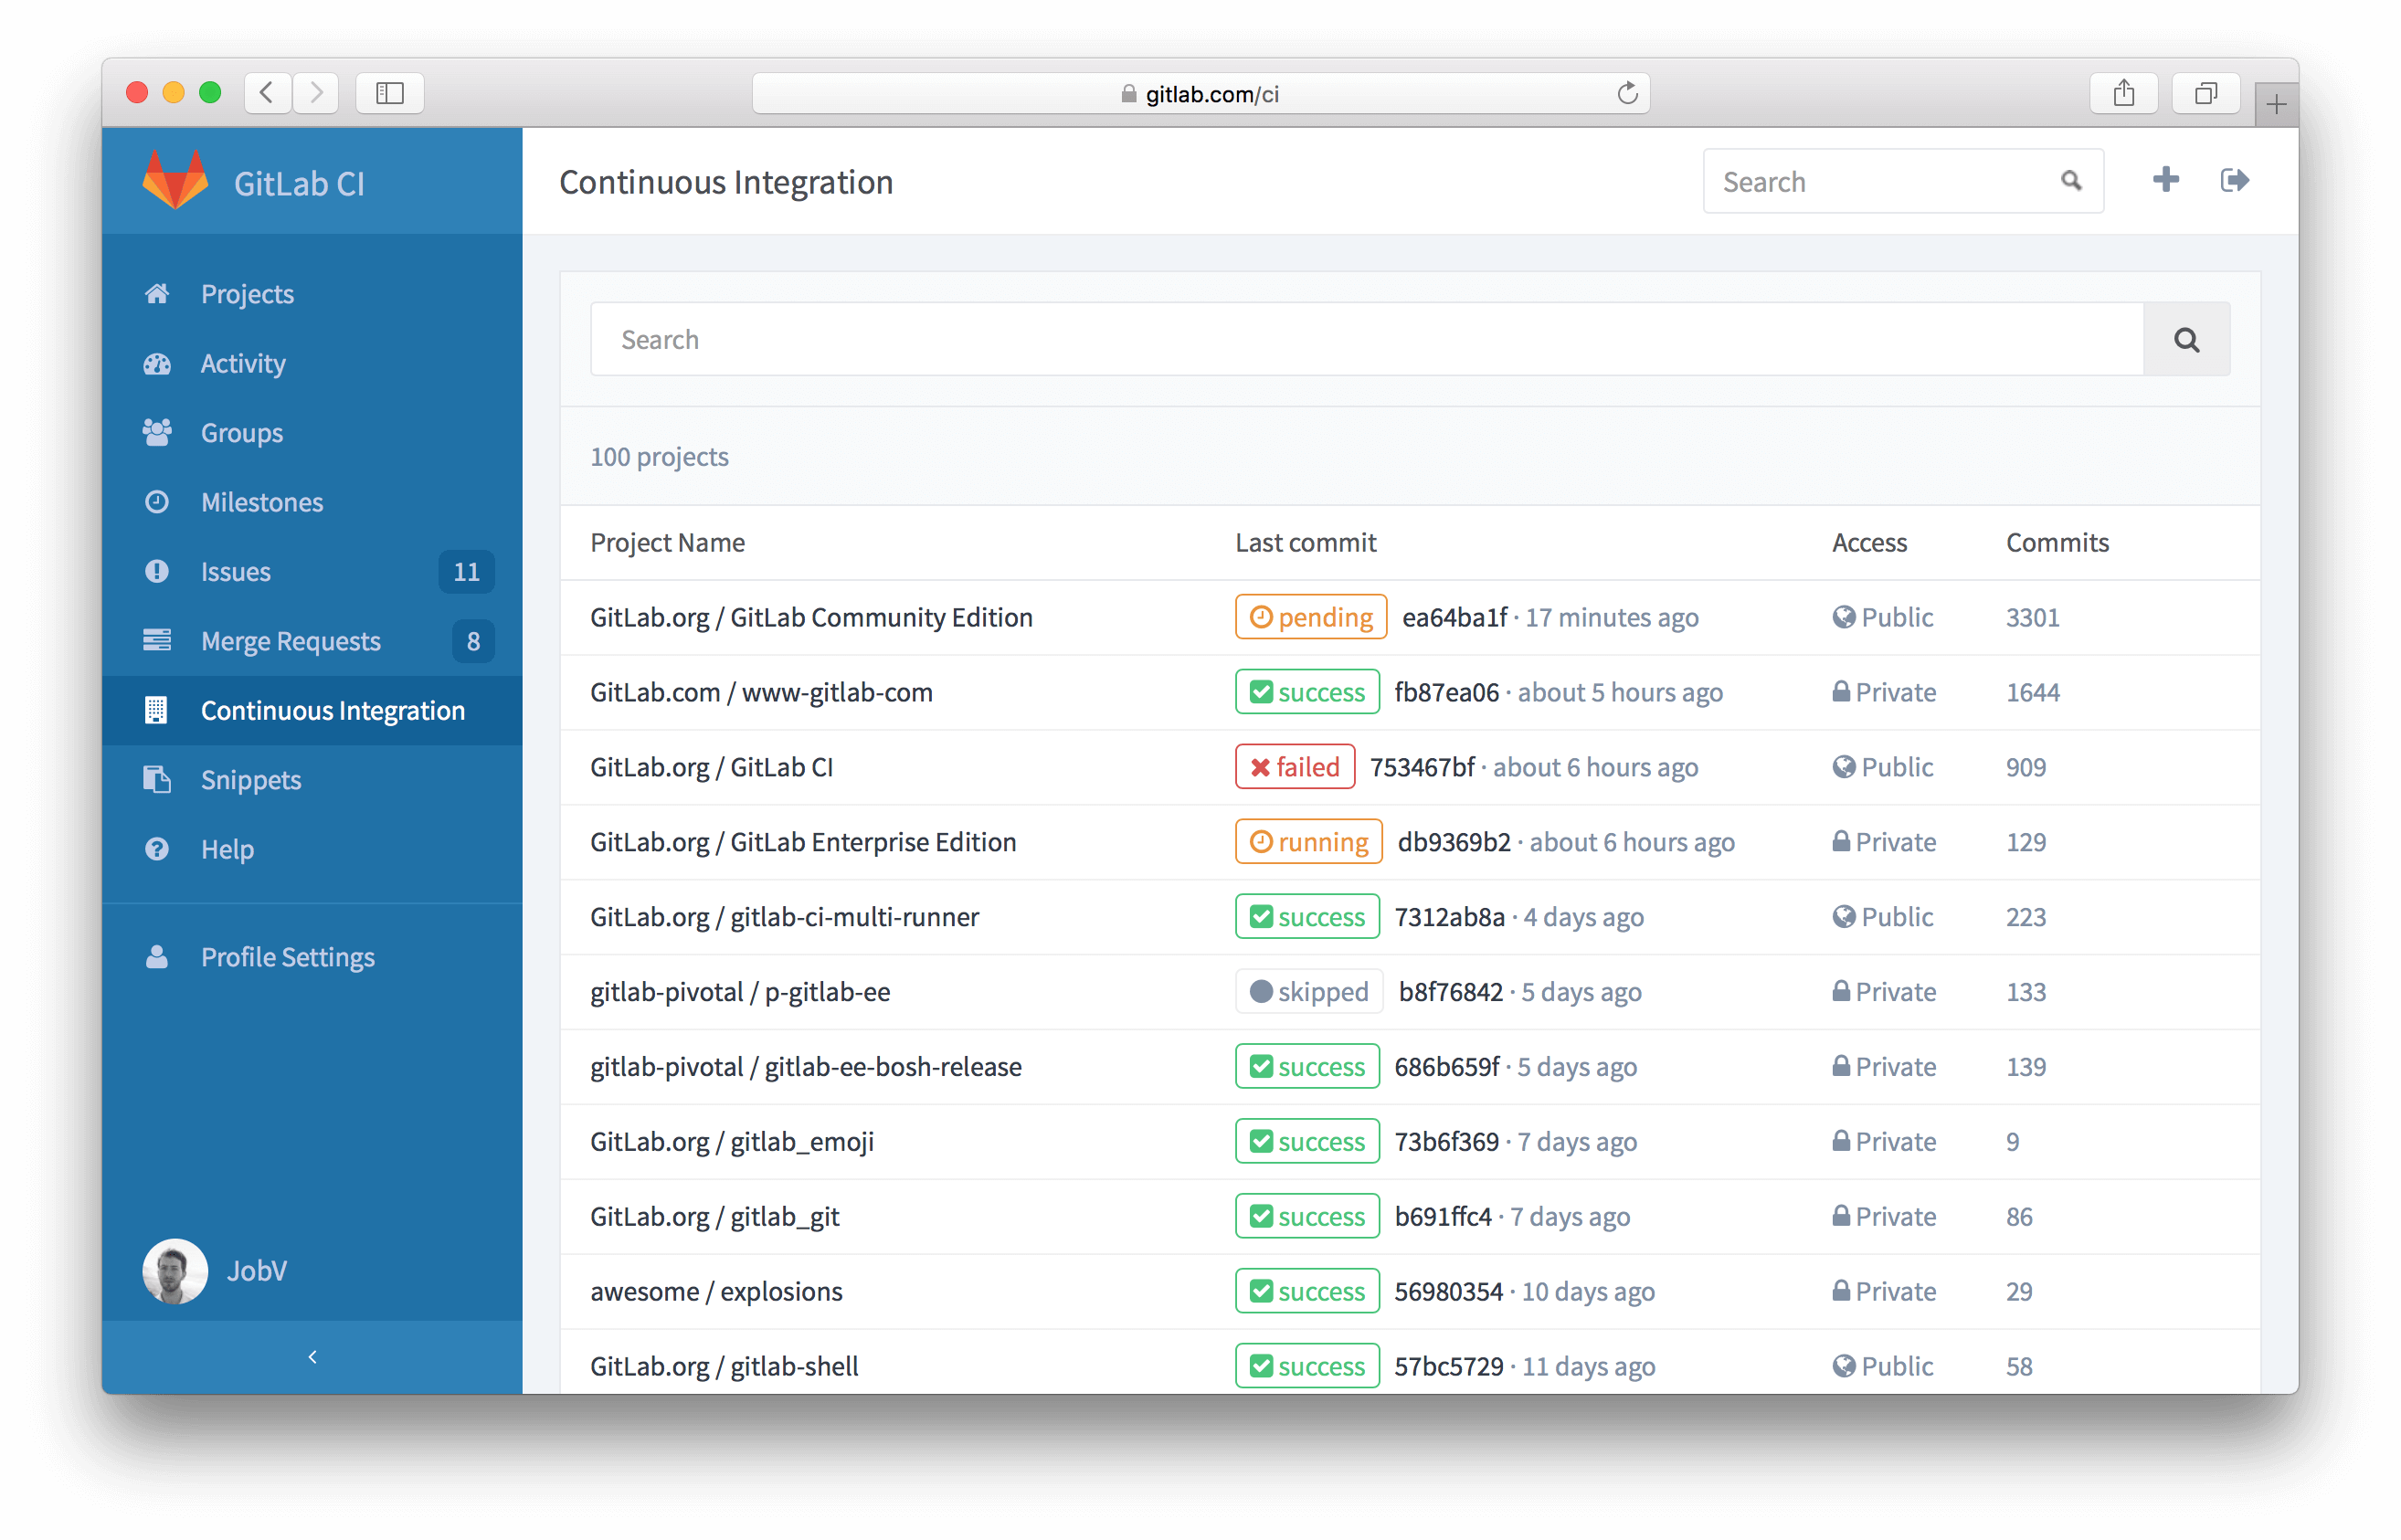 gitlab.com/ci
GitLab CI
Continuous Integration
Search
Projects
Activity
Groups
Milestones
Issues 11
Merge Requests 8
Continuous Integration
Snippets
Help
Profile Settings
JobV
Search
100 projects
Project Name Last commit Access Commits
GitLab.org / GitLab Community Edition pending ea64ba1f · 17 minutes ago Public 3301
GitLab.com / www-gitlab-com success fb87ea06 · about 5 hours ago Private 1644
GitLab.org / GitLab CI failed 753467bf · about 6 hours ago Public 909
GitLab.org / GitLab Enterprise Edition running db9369b2 · about 6 hours ago Private 129
GitLab.org / gitlab-ci-multi-runner success 7312ab8a · 4 days ago Public 223
gitlab-pivotal / p-gitlab-ee skipped b8f76842 · 5 days ago Private 133
gitlab-pivotal / gitlab-ee-bosh-release success 686b659f · 5 days ago Private 139
GitLab.org / gitlab_emoji success 73b6f369 · 7 days ago Private 9
GitLab.org / gitlab_git success b691ffc4 · 7 days ago Private 86
awesome / explosions success 56980354 · 10 days ago Private 29
GitLab.org / gitlab-shell success 57bc5729 · 11 days ago Public 58